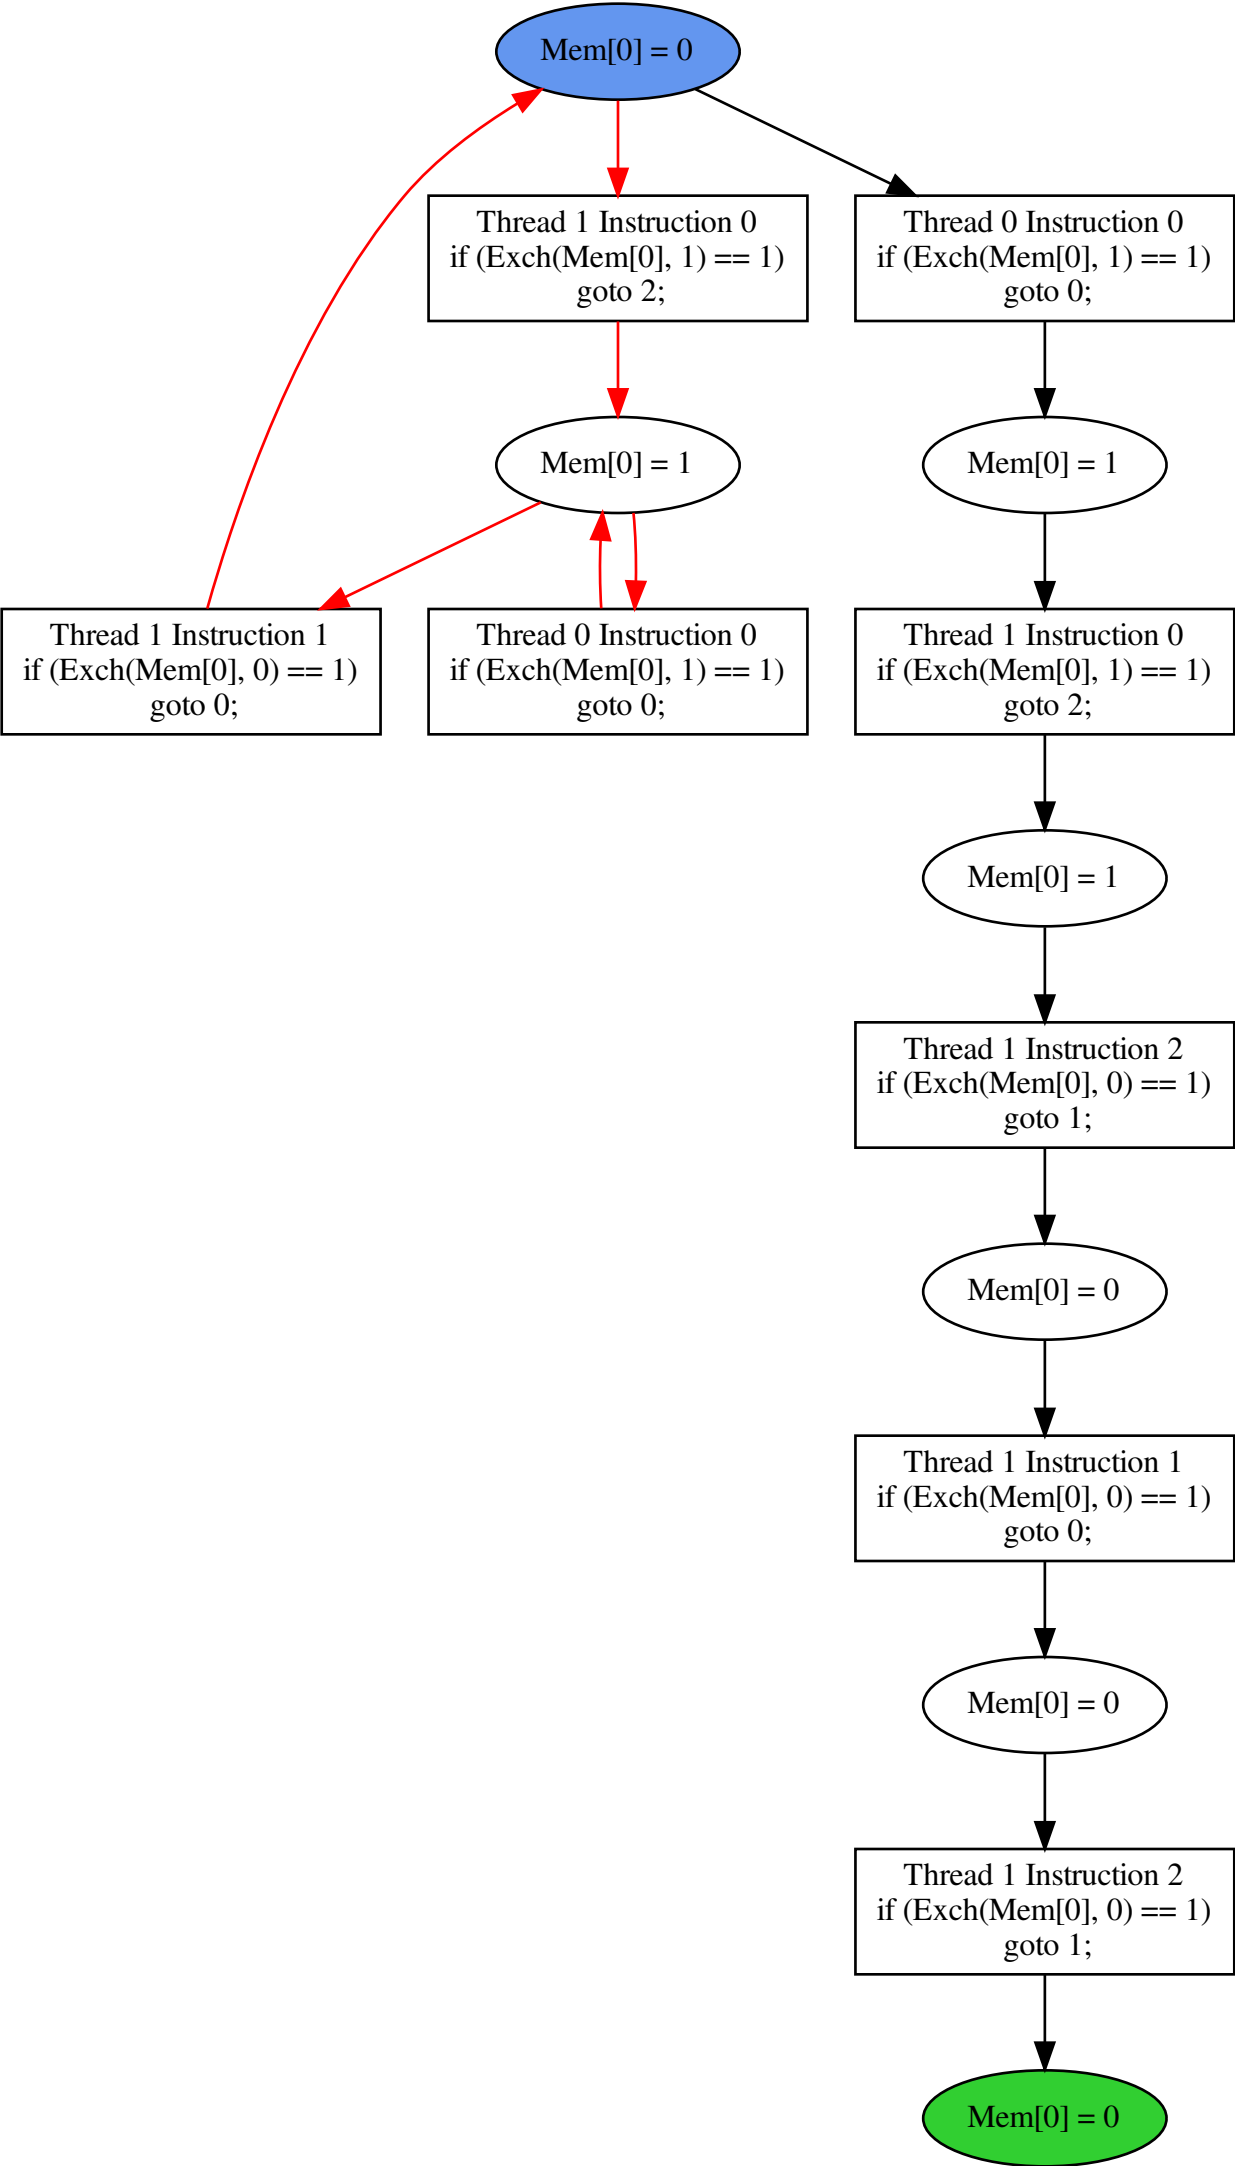 Mem[0] = 0
Thread 1 Instruction 0
if (Exch(Mem[0], 1) == 1)
goto 2;
Thread 0 Instruction 0
if (Exch(Mem[0], 1) == 1)
goto 0;
Mem[0] = 1
Mem[0] = 1
Thread 1 Instruction 1
if (Exch(Mem[0], 0) == 1)
goto 0;
Thread 0 Instruction 0
if (Exch(Mem[0], 1) == 1)
goto 0;
Thread 1 Instruction 0
if (Exch(Mem[0], 1) == 1)
goto 2;
Mem[0] = 1
Thread 1 Instruction 2
if (Exch(Mem[0], 0) == 1)
goto 1;
Mem[0] = 0
Thread 1 Instruction 1
if (Exch(Mem[0], 0) == 1)
goto 0;
Mem[0] = 0
Thread 1 Instruction 2
if (Exch(Mem[0], 0) == 1)
goto 1;
Mem[0] = 0